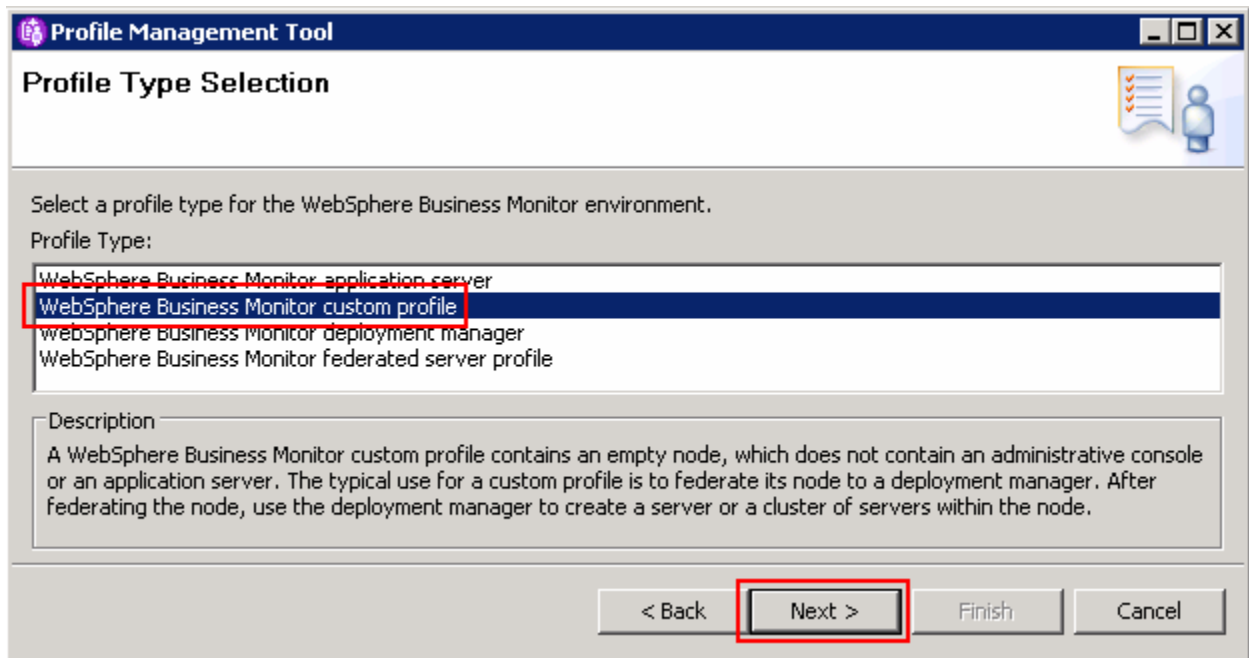 Profile Management Tool
Profile Type Selection
Select a profile type for the WebSphere Business Monitor environment.
Profile Type:
WebSphere Business Monitor application server
WebSphere Business Monitor custom profile
WebSphere Business Monitor deployment manager
WebSphere Business Monitor federated server profile
Description
A WebSphere Business Monitor custom profile contains an empty node, which does not contain an administrative console
or an application server. The typical use for a custom profile is to federate its node to a deployment manager. After
federating the node, use the deployment manager to create a server or a cluster of servers within the node.
< Back Next > Finish Cancel